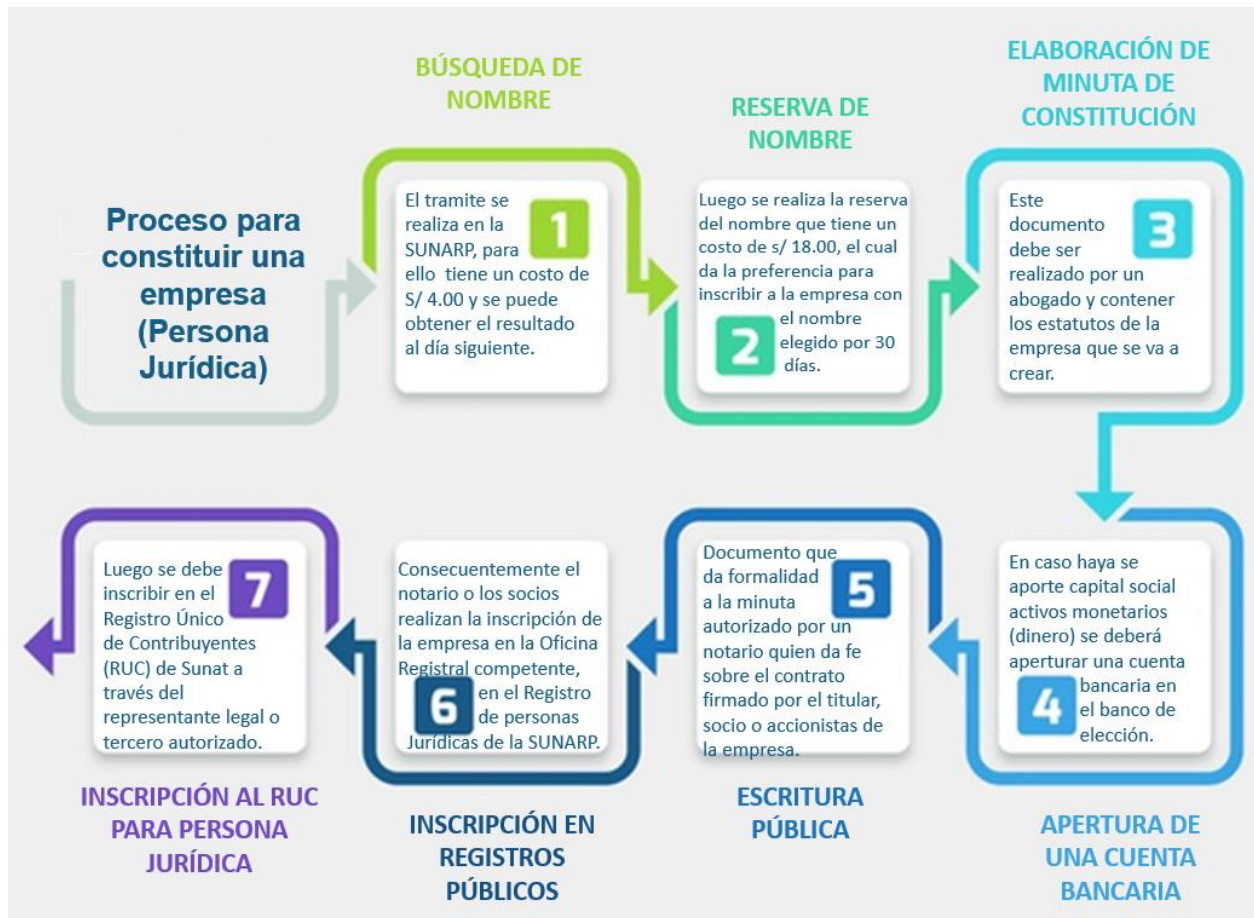 Proceso para
constituir una
empresa
(Persona
Jurídica)
BÚSQUEDA DE
NOMBRE
El tramite se
realiza en la
SUNARP, para
ello tiene un costo de
S/ 4.00 y se puede
obtener el resultado
al día siguiente.
1
RESERVA DE
NOMBRE
Luego se realiza la reserva
del nombre que tiene un
costo de s/ 18.00, el cual
da la preferencia para
inscribir a la empresa con
el nombre
elegido por 30
días.
2
ELABORACIÓN DE
MINUTA DE
CONSTITUCIÓN
Este
documento
debe ser
realizado por un
abogado y contener
los estatutos de la
empresa que se va a
crear.
3
En caso haya se
aporte capital social
activos monetarios
(dinero) se deberá
aperturar una cuenta
bancaria en
el banco de
elección.
4
APERTURA DE
UNA CUENTA
BANCARIA
Documento que
da formalidad
a la minuta
autorizado por un
notario quien da fe
sobre el contrato
firmado por el titular,
socio o accionistas de
la empresa.
5
ESCRITURA
PÚBLICA
Consecuentemente el
notario o los socios
realizan la inscripción de
la empresa en la Oficina
Registral competente,
en el Registro
de personas
Jurídicas de la SUNARP.
6
INSCRIPCIÓN EN
REGISTROS
PÚBLICOS
Luego se debe
inscribir en el
Registro Único
de Contribuyentes
(RUC) de Sunat a
través del
representante legal o
tercero autorizado.
7
INSCRIPCIÓN AL RUC
PARA PERSONA
JURÍDICA